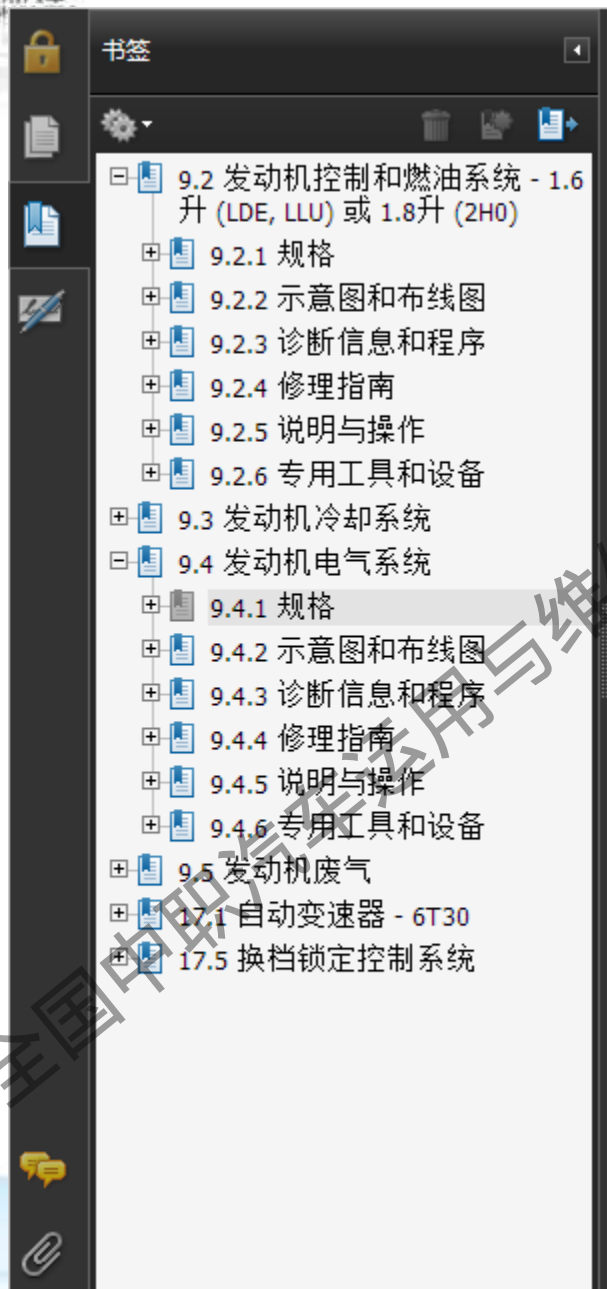 书签
9.2 发动机控制和燃油系统 - 1.6
升 (LDE, LLU) 或 1.8升 (2H0)
9.2.1 规格
9.2.2 示意图和布线图
9.2.3 诊断信息和程序
9.2.4 修理指南
9.2.5 说明与操作
9.2.6 专用工具和设备
9.3 发动机冷却系统
9.4 发动机电气系统
9.4.1 规格
9.4.2 示意图和布线图
9.4.3 诊断信息和程序
9.4.4 修理指南
9.4.5 说明与操作
9.4.6 专用工具和设备
9.5 发动机废气
17.1 自动变速器 - 6T30
17.5 换档锁定控制系统
全国中职汽车运用与维